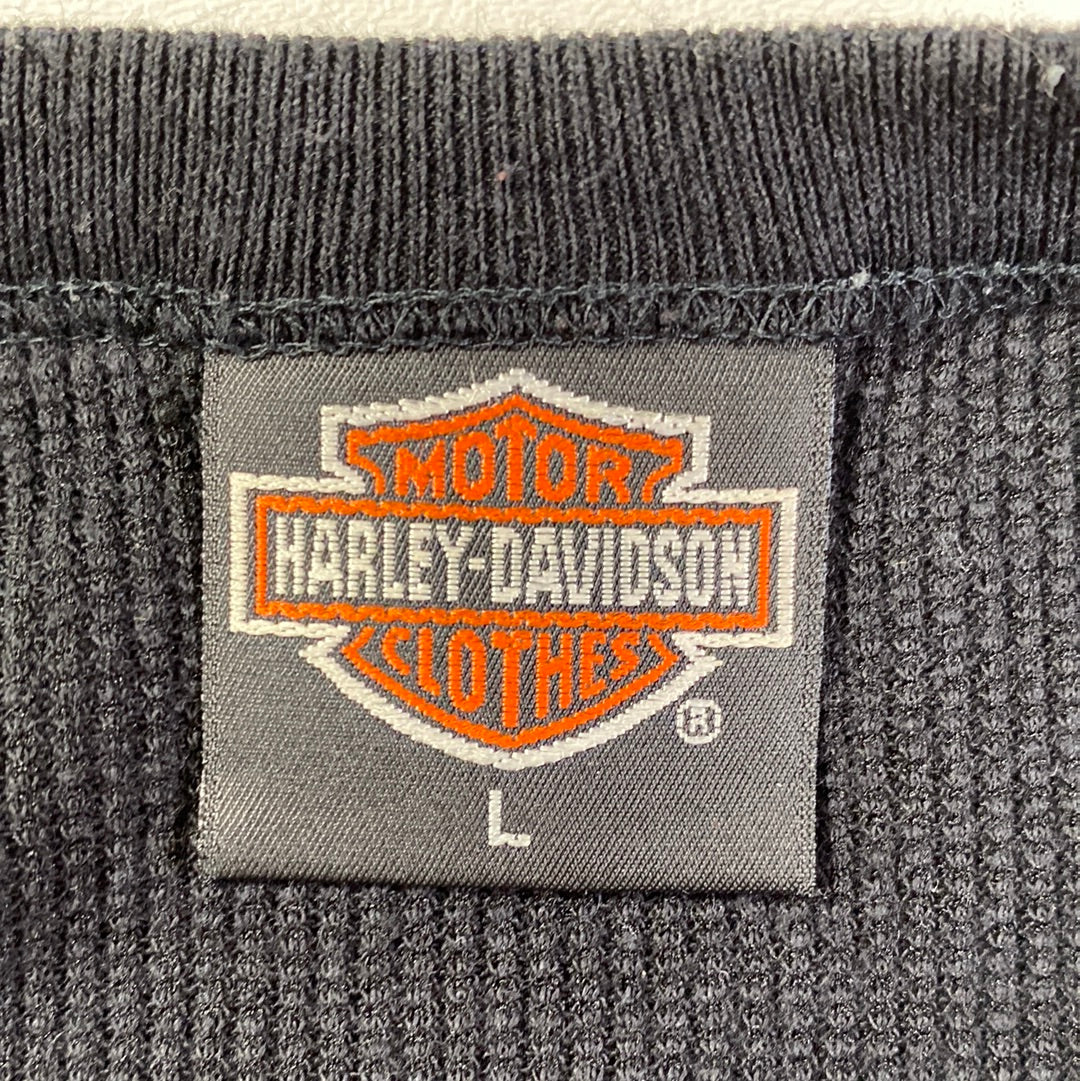 MOTOR
HARLEY-DAVIDSON
CLOTHES
®
L